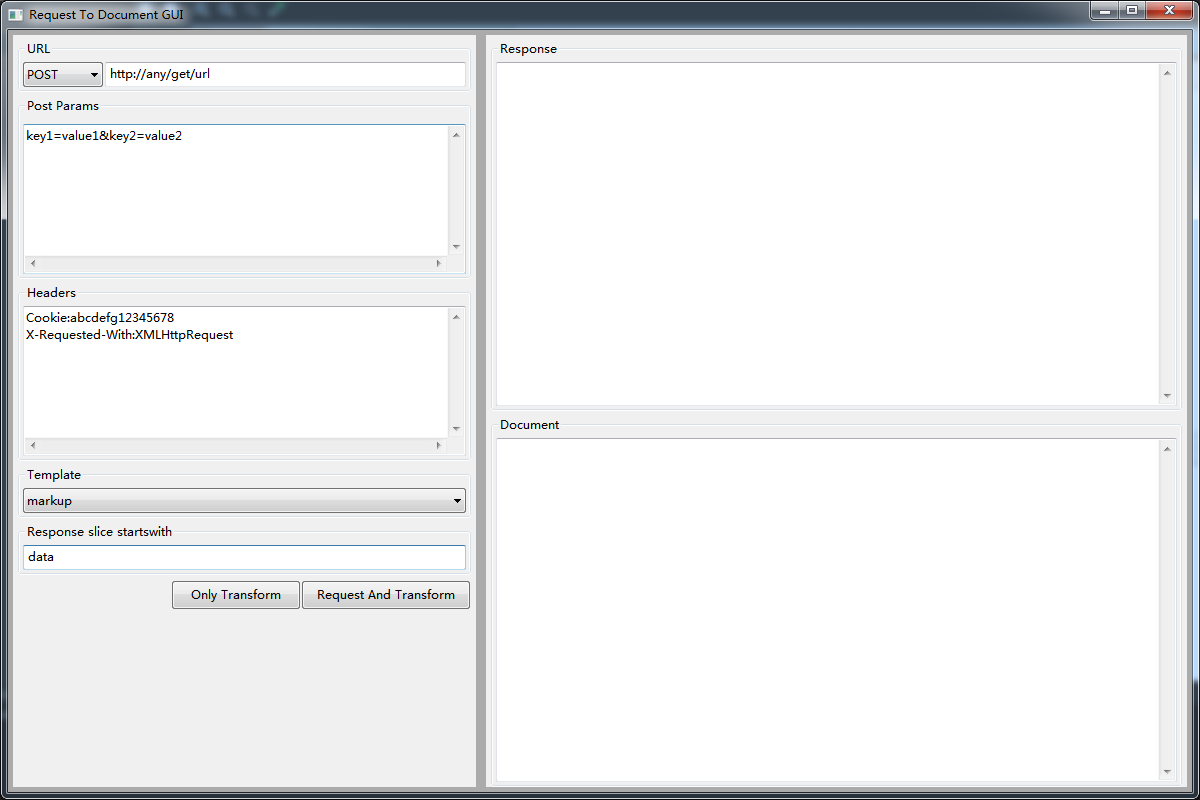 Request To Document GUI
URL
POST
http://any/get/url
Post Params
key1=value1&key2=value2
Headers
Cookie:abcdefg12345678
X-Requested-With:XMLHttpRequest
Template
markup
Response slice startswith
data
Only Transform
Request And Transform
Response
Document